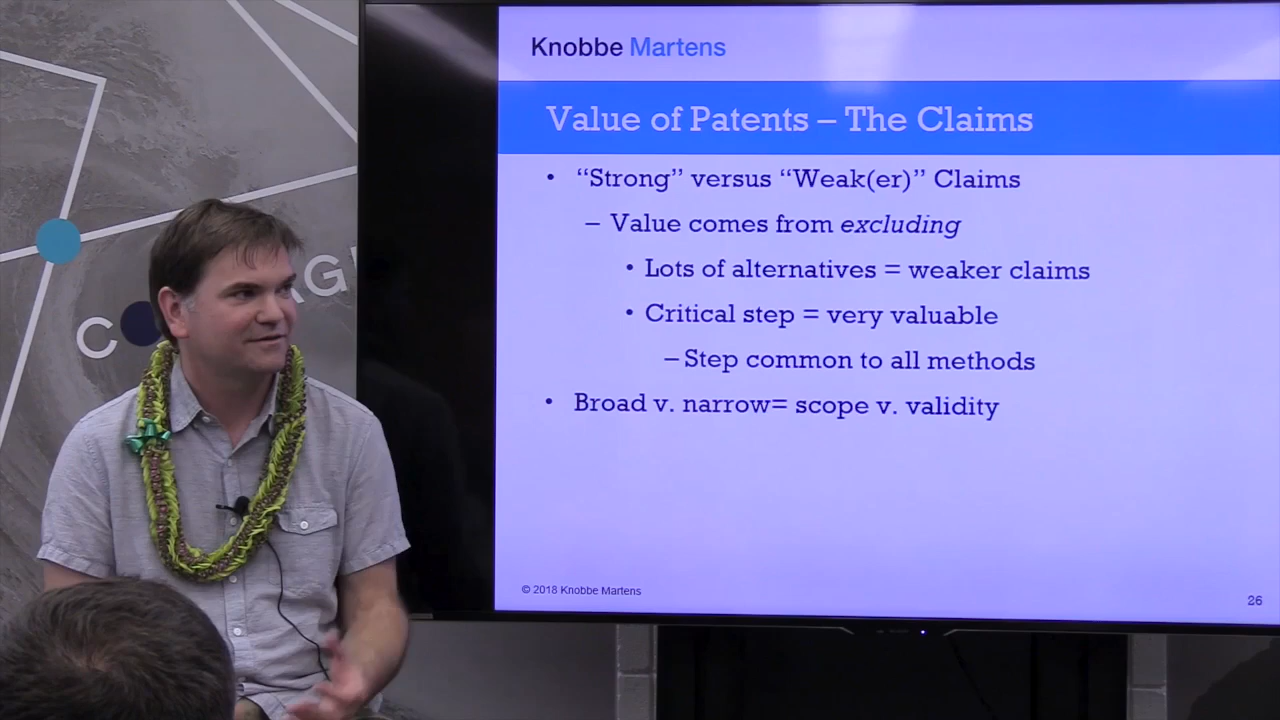 Knobbe Martens
Value of Patents – The Claims
• “Strong” versus “Weak(er)” Claims
– Value comes from excluding
• Lots of alternatives = weaker claims
• Critical step = very valuable
– Step common to all methods
• Broad v. narrow= scope v. validity
© 2018 Knobbe Martens
26